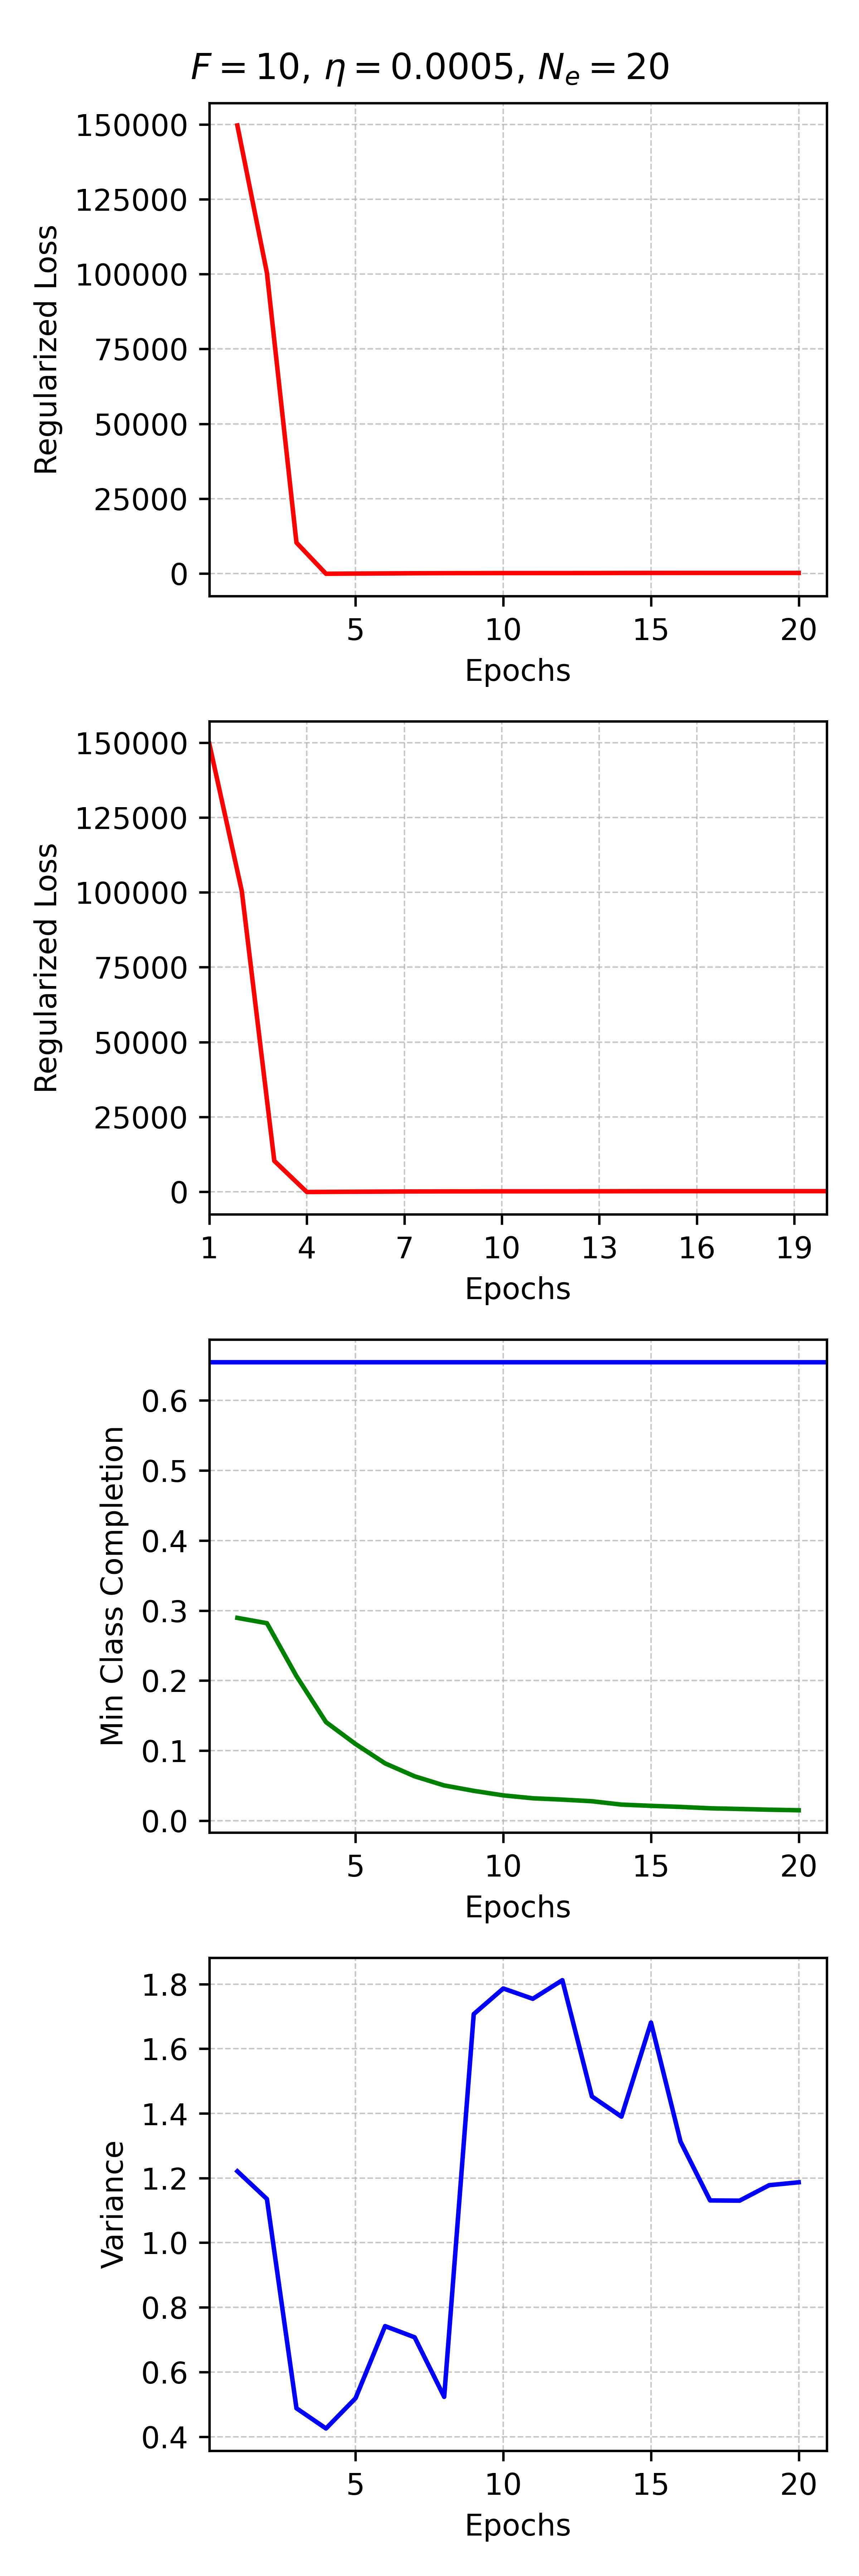 F = 10, η = 0.0005, Nₑ = 20
150000
125000
100000
75000
50000
25000
0
Regularized Loss
5 10 15 20
Epochs
150000
125000
100000
75000
50000
25000
0
Regularized Loss
1 4 7 10 13 16 19
Epochs
0.6
0.5
0.4
0.3
0.2
0.1
0.0
Min Class Completion
5 10 15 20
Epochs
1.8
1.6
1.4
1.2
1.0
0.8
0.6
0.4
Variance
5 10 15 20
Epochs